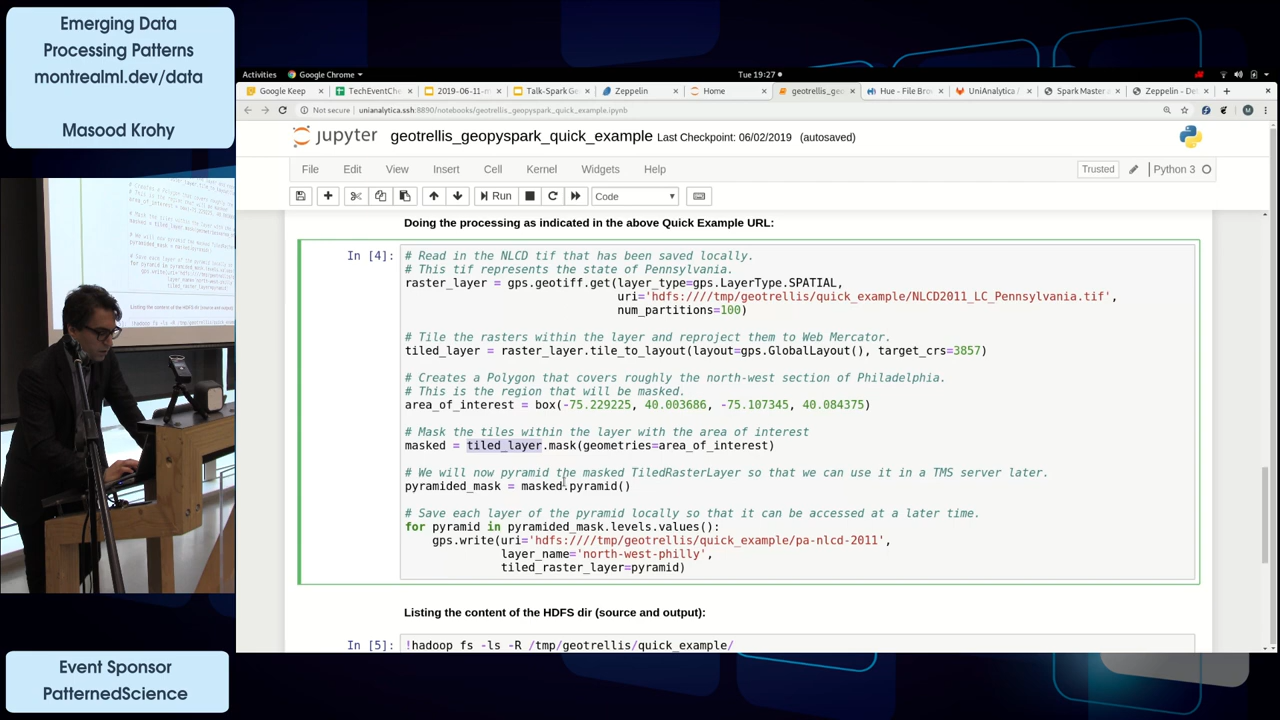 Emerging Data
Processing Patterns
montrealml.dev/data
Masood Krohy
Event Sponsor
PatternedScience
Activities
Google Chrome
Tue 19:27
Google Keep
TechEventChe
2019-06-11-m
Talk-Spark Ge
Zeppelin
Home
geotrellis_geo
Hue - File Bro
UniAnalytica /
Spark Master a
Zeppelin - De
Not secure | unianalytica.ssh:8890/notebooks/geotrellis_geopyspark_quick_example.ipynb
jupyter geotrellis_geopyspark_quick_example Last Checkpoint: 06/02/2019 (autosaved)
File Edit View Insert Cell Kernel Widgets Help Trusted Python 3
Run Code
Doing the processing as indicated in the above Quick Example URL:
In [4]: # Read in the NLCD tif that has been saved locally.
# This tif represents the state of Pennsylvania.
raster_layer = gps.geotiff.get(layer_type=gps.LayerType.SPATIAL,
uri='hdfs:////tmp/geotrellis/quick_example/NLCD2011_LC_Pennsylvania.tif',
num_partitions=100)
# Tile the rasters within the layer and reproject them to Web Mercator.
tiled_layer = raster_layer.tile_to_layout(layout=gps.GlobalLayout(), target_crs=3857)
# Creates a Polygon that covers roughly the north-west section of Philadelphia.
# This is the region that will be masked.
area_of_interest = box(-75.229225, 40.003686, -75.107345, 40.084375)
# Mask the tiles within the layer with the area of interest
masked = tiled_layer.mask(geometries=area_of_interest)
# We will now pyramid the masked TiledRasterLayer so that we can use it in a TMS server later.
pyramided_mask = masked.pyramid()
# Save each layer of the pyramid locally so that it can be accessed at a later time.
for pyramid in pyramided_mask.levels.values():
gps.write(uri='hdfs:////tmp/geotrellis/quick_example/pa-nlcd-2011',
layer_name='north-west-philly',
tiled_raster_layer=pyramid)
Listing the content of the HDFS dir (source and output):
In [5]: !hadoop fs -ls -R /tmp/geotrellis/quick_example/